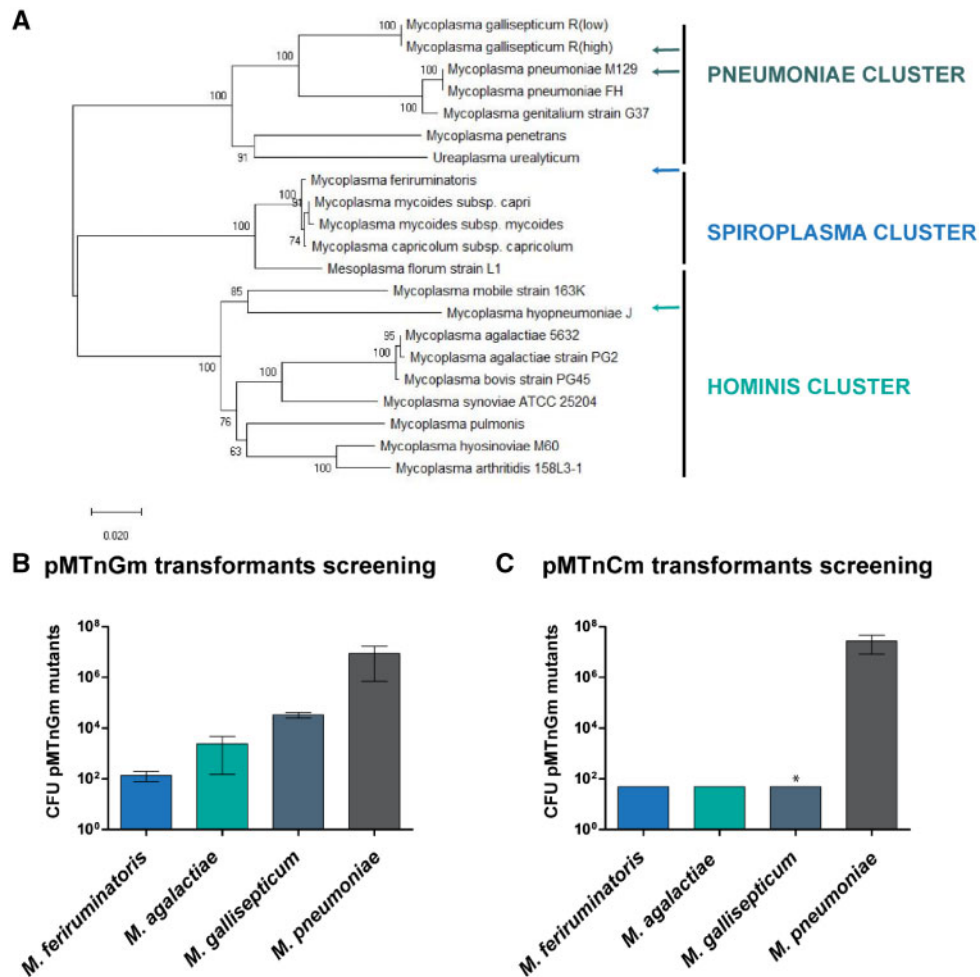 A
Mycoplasma gallisepticum R(low)
100
Mycoplasma gallisepticum R(high)
100
Mycoplasma pneumoniae M129
100
PNEUMONIAE CLUSTER
Mycoplasma pneumoniae FH
100
100
Mycoplasma genitalium strain G37
Mycoplasma penetrans
91
Ureaplasma urealyticum
Mycoplasma feriruminatoris
100
91
Mycoplasma mycoides subsp. capri
100
Mycoplasma mycoides subsp. mycoides
SPIROPLASMA CLUSTER
74
Mycoplasma capricolum subsp. capricolum
Mesoplasma florum strain L1
85
Mycoplasma mobile strain 163K
Mycoplasma hyopneumoniae J
95
Mycoplasma agalactiae 5632
100
100
Mycoplasma agalactiae strain PG2
100
Mycoplasma bovis strain PG45
HOMINIS CLUSTER
Mycoplasma synoviae ATCC 25204
76
Mycoplasma pulmonis
63
Mycoplasma hyosinoviae M60
100
Mycoplasma arthritidis 158L3-1
0.020
B pMTnGm transformants screening
CFU pMTnGm mutants
10⁸
10⁶
10⁴
10²
10⁰
M. feriruminatoris
M. agalactiae
M. gallisepticum
M. pneumoniae
C pMTnCm transformants screening
CFU pMTnGm mutants
10⁸
10⁶
10⁴
10²
10⁰
*
M. feriruminatoris
M. agalactiae
M. gallisepticum
M. pneumoniae